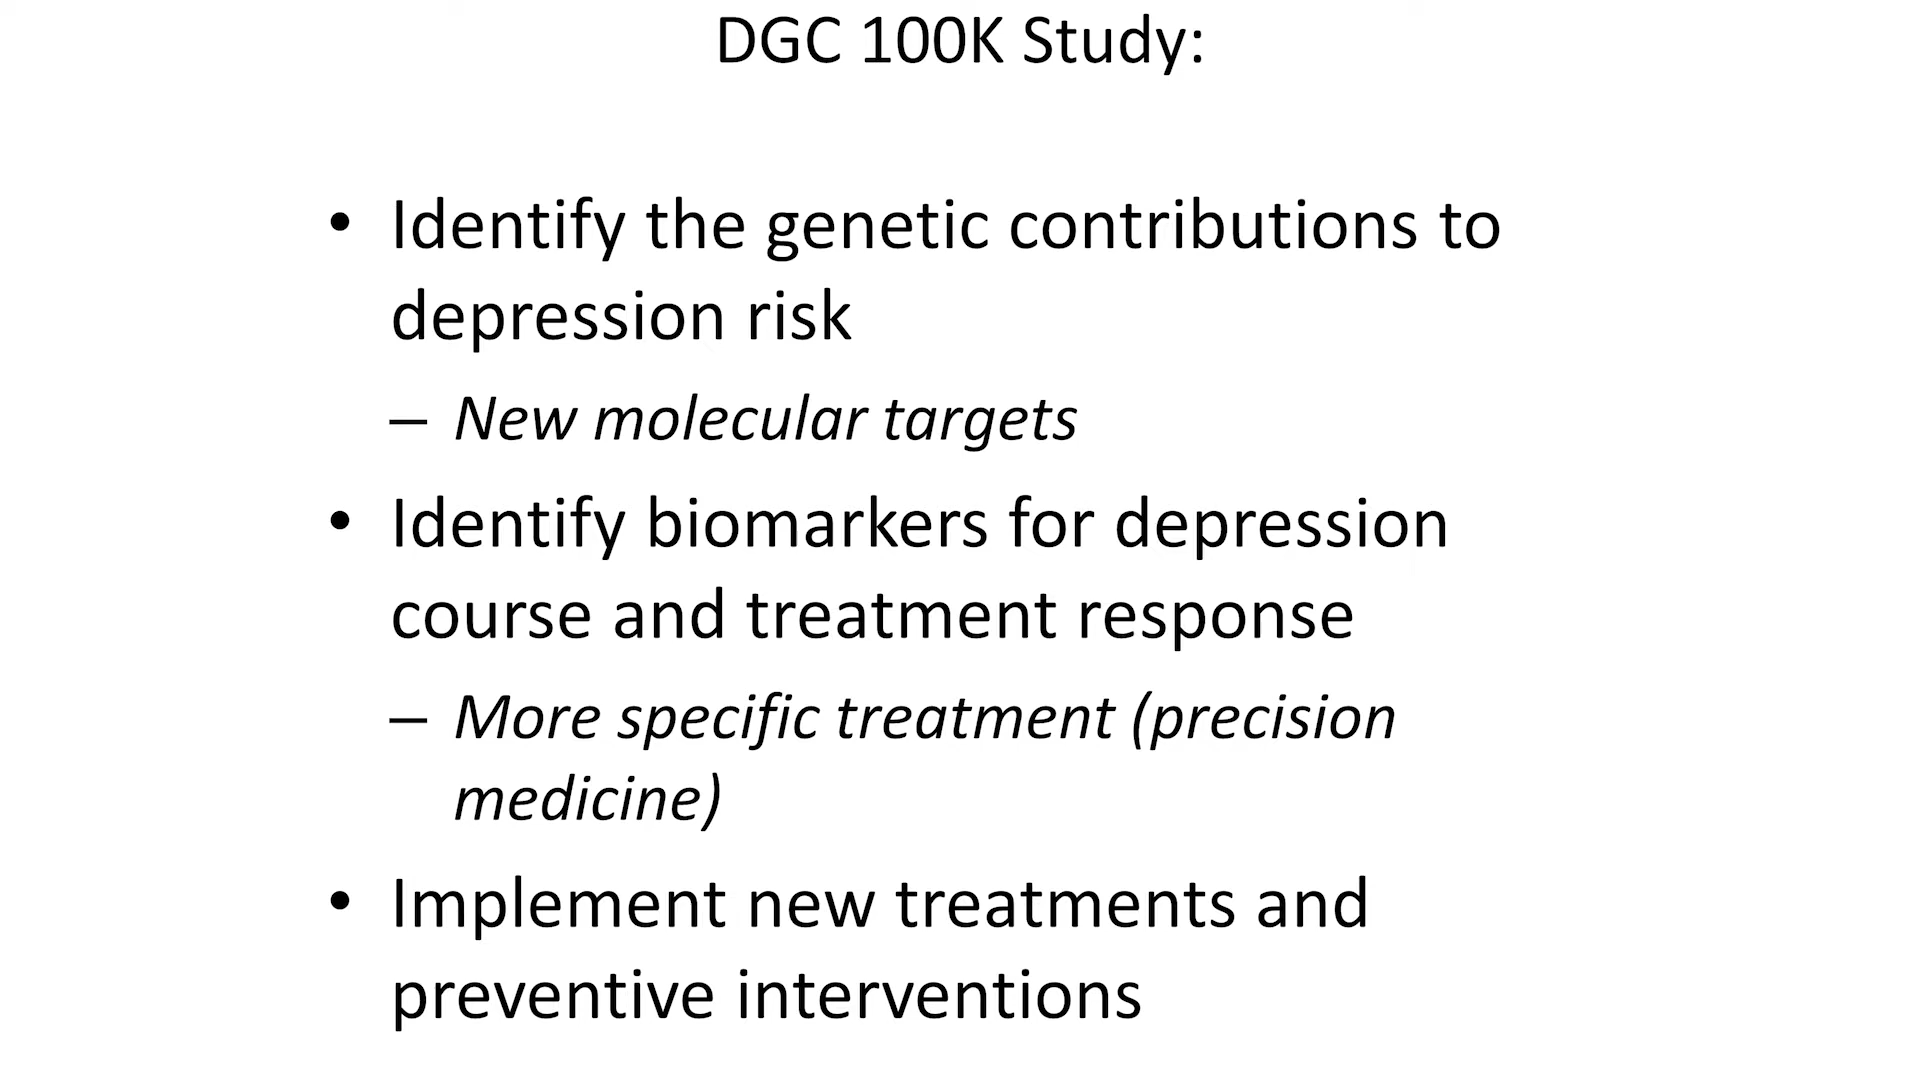 DGC 100K Study:
• Identify the genetic contributions to
depression risk
– New molecular targets
• Identify biomarkers for depression
course and treatment response
– More specific treatment (precision
medicine)
• Implement new treatments and
preventive interventions